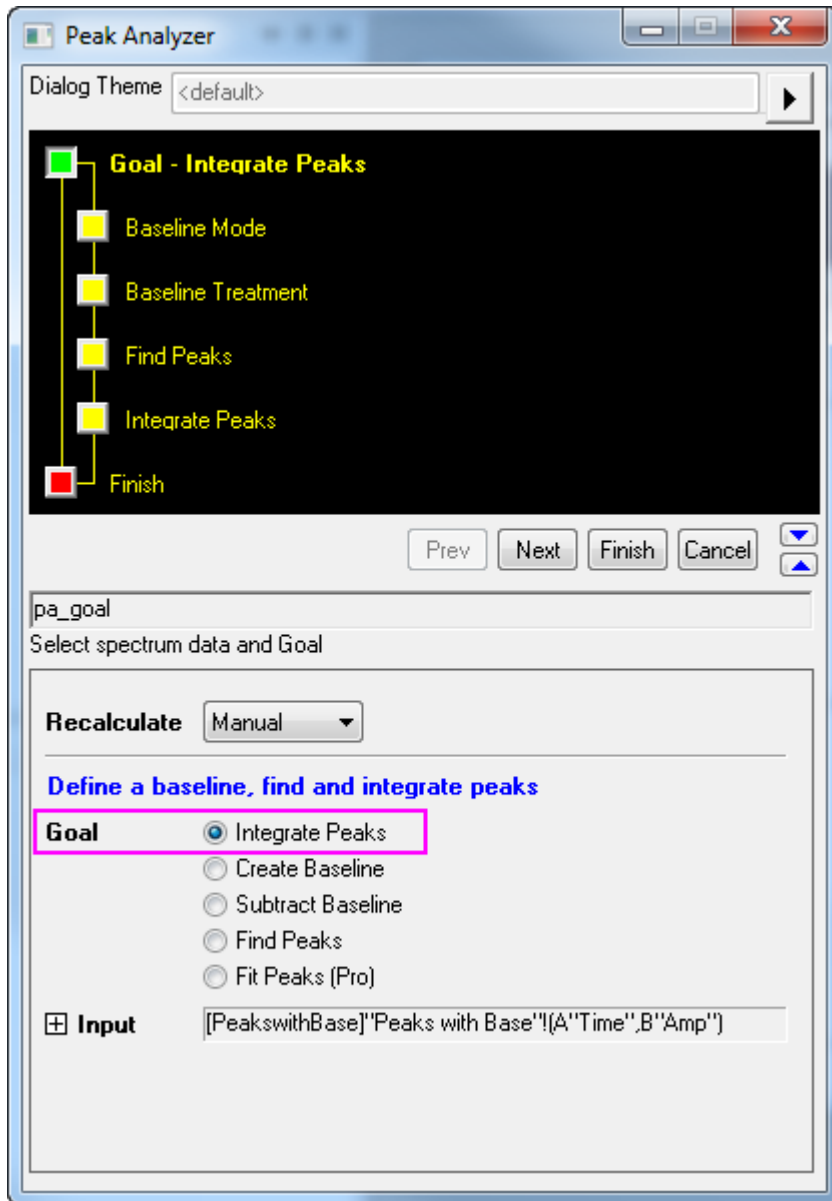 Peak Analyzer
Dialog Theme <default>
Goal - Integrate Peaks
Baseline Mode
Baseline Treatment
Find Peaks
Integrate Peaks
Finish
Prev Next Finish Cancel
pa_goal
Select spectrum data and Goal
Recalculate Manual
Define a baseline, find and integrate peaks
Goal Integrate Peaks
Create Baseline
Subtract Baseline
Find Peaks
Fit Peaks (Pro)
Input [PeakswithBase]"Peaks with Base"!(A"Time",B"Amp")